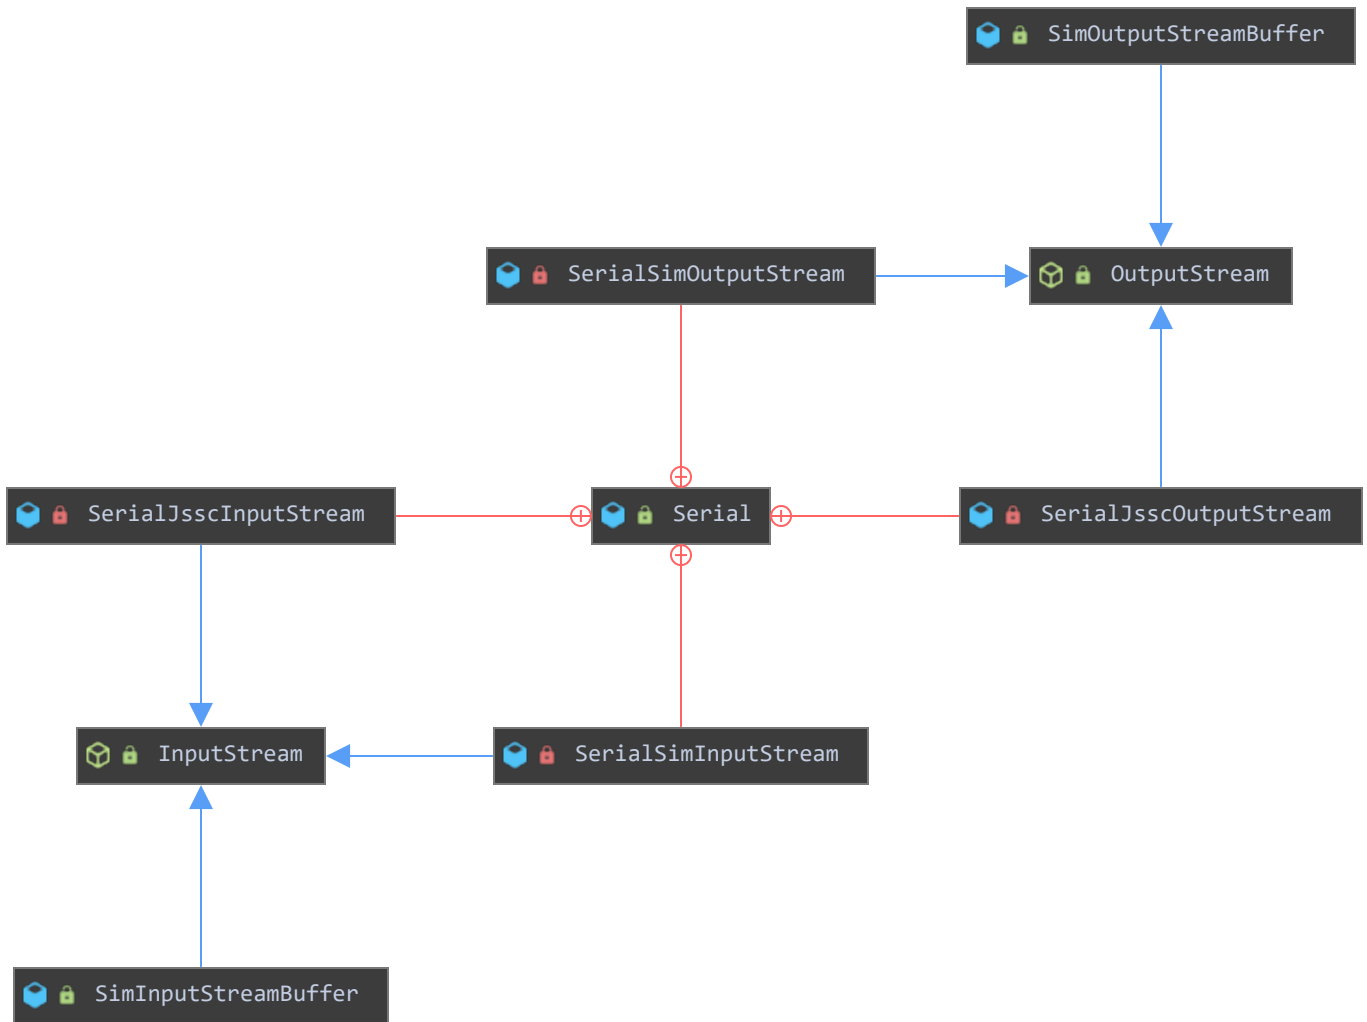 SimOutputStreamBuffer
SerialSimOutputStream
OutputStream
SerialJsscInputStream
Serial
SerialJsscOutputStream
InputStream
SerialSimInputStream
SimInputStreamBuffer